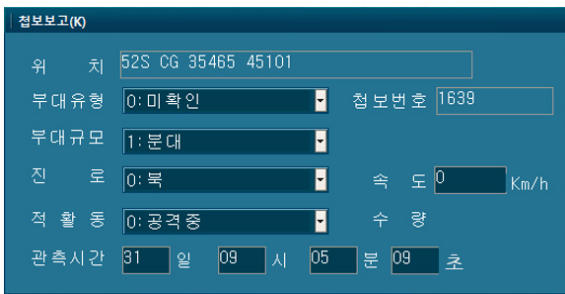 첩보보고(K)
위 치 52S CG 35465 45101
부대유형 0:미확인 첩보번호 1639
부대규모 1:분대
진 로 0:북 속 도 0 Km/h
적 활 동 0:공격중 수 량
관측시간 31 일 09 시 05 분 09 초